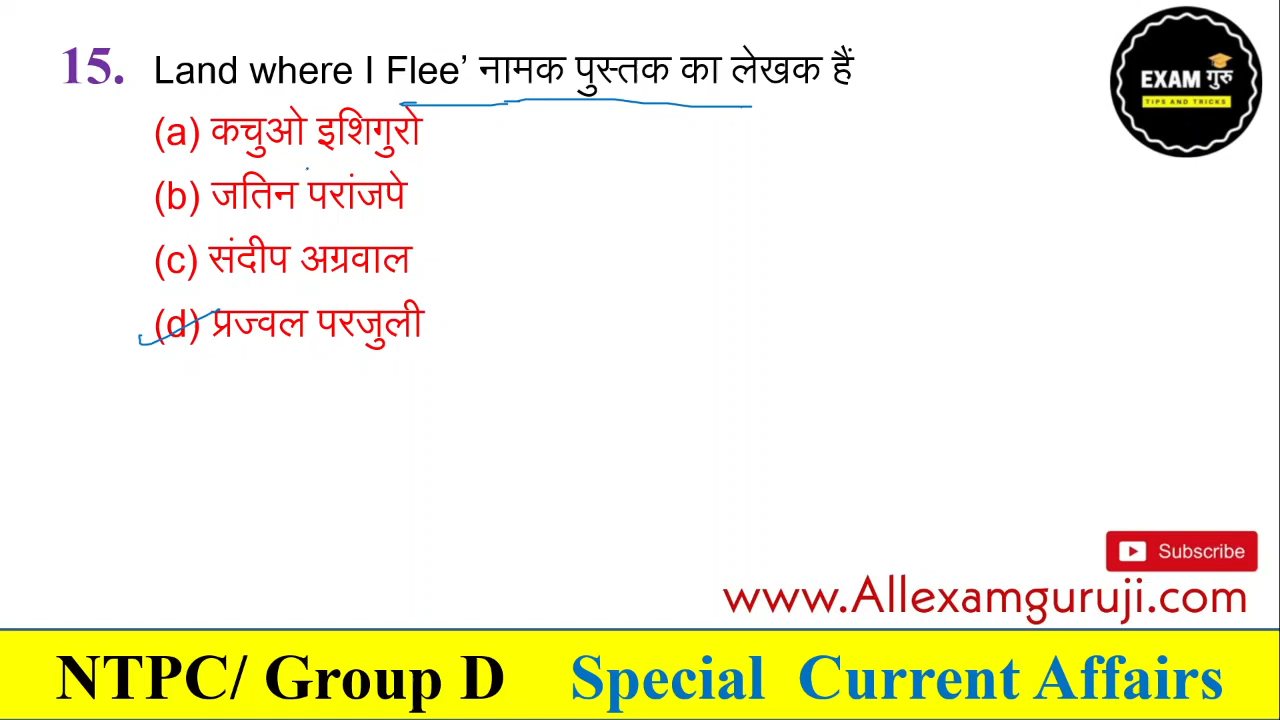 15. Land where I Flee’ नामक पुस्तक का लेखक हैं
(a) कचुओ इशिगुरो
(b) जतिन परांजपे
(c) संदीप अग्रवाल
(d) प्रज्वल परजुली
EXAM गुरु
TIPS AND TRICKS
Subscribe
www.Allexamguruji.com
NTPC/ Group D Special Current Affairs